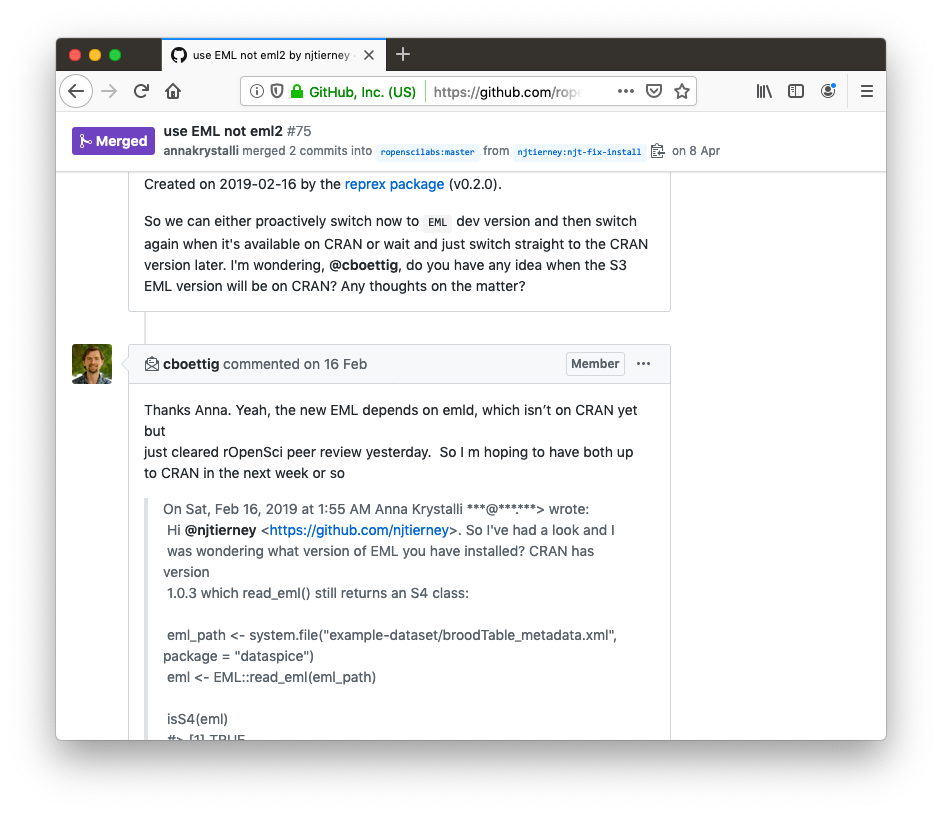 use EML not eml2 by njtierney ·
GitHub, Inc. (US)
https://github.com/rope
Merged
use EML not eml2 #75
annakrystalli merged 2 commits into ropenscilabs:master from njtierney:njt-fix-install on 8 Apr
Created on 2019-02-16 by the reprex package (v0.2.0).
So we can either proactively switch now to EML dev version and then switch
again when it's available on CRAN or wait and just switch straight to the CRAN
version later. I'm wondering, @cboettig, do you have any idea when the S3
EML version will be on CRAN? Any thoughts on the matter?
cboettig commented on 16 Feb
Member
Thanks Anna. Yeah, the new EML depends on emld, which isn’t on CRAN yet
but
just cleared rOpenSci peer review yesterday. So I m hoping to have both up
to CRAN in the next week or so
On Sat, Feb 16, 2019 at 1:55 AM Anna Krystalli ***@***.***> wrote:
Hi @njtierney <https://github.com/njtierney>. So I've had a look and I
was wondering what version of EML you have installed? CRAN has
version
1.0.3 which read_eml() still returns an S4 class:
eml_path <- system.file("example-dataset/broodTable_metadata.xml",
package = "dataspice")
eml <- EML::read_eml(eml_path)
isS4(eml)
#> [1] TRUE